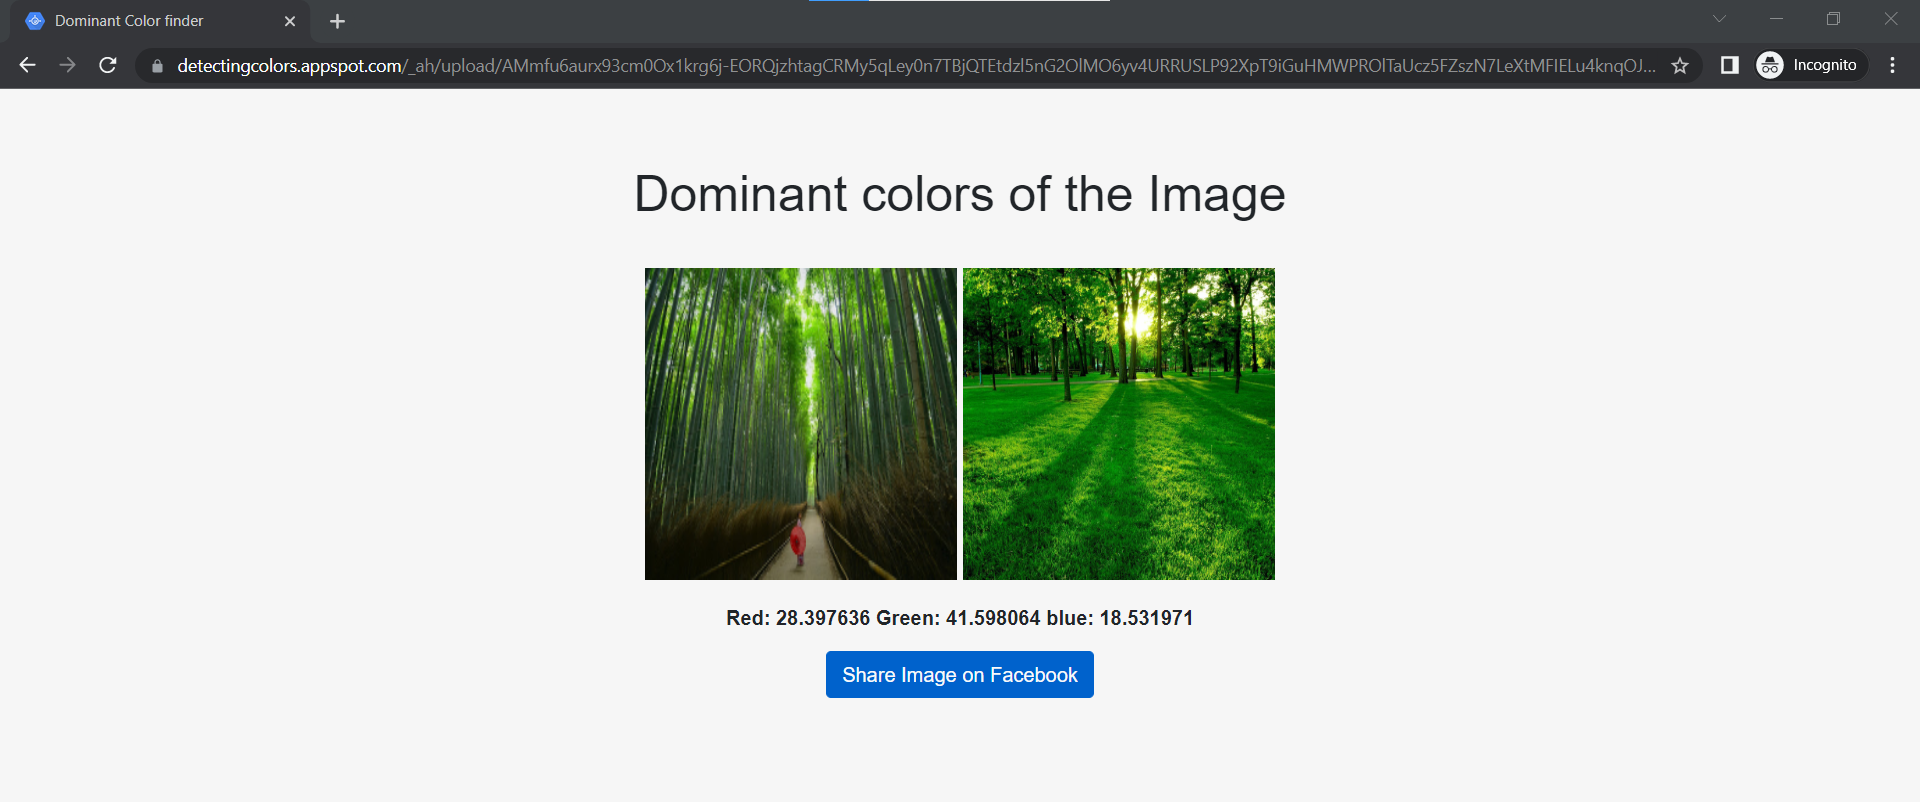 Dominant Color finder
detectingcolors.appspot.com/_ah/upload/AMmfu6aurx93cm0Ox1krg6j-EORQjzhtagCRMy5qLey0n7TBjQTEtdzl5nG2OlMO6yv4URRUSLP92XpT9iGuHMWPROlTaUcz5FZszN7LeXtMFIELu4knqOJ...
Incognito
Dominant colors of the Image
Red: 28.397636 Green: 41.598064 blue: 18.531971
Share Image on Facebook